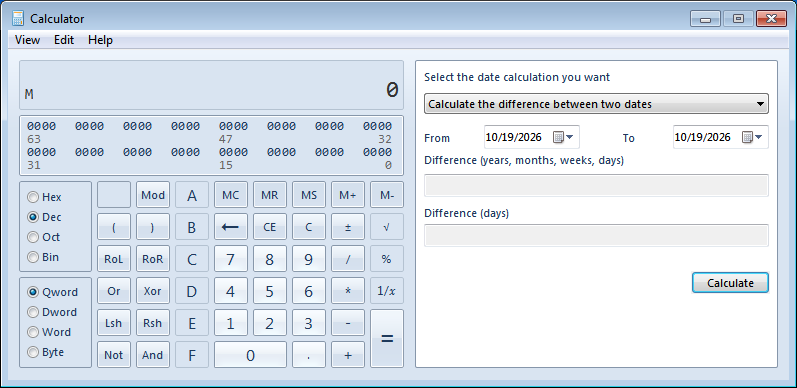 Calculator
View Edit Help
M 0
0000 0000 0000 0000 0000 0000 0000 0000
63 47 32
0000 0000 0000 0000 0000 0000 0000 0000
31 15 0
Hex
Dec
Oct
Bin
Qword
Dword
Word
Byte
Mod A MC MR MS M+ M-
( ) B ← CE C ± √
RoL RoR C 7 8 9 / %
Or Xor D 4 5 6 * 1/x
Lsh Rsh E 1 2 3 - =
Not And F 0 . +
Select the date calculation you want
Calculate the difference between two dates
From 10/19/2026 To 10/19/2026
Difference (years, months, weeks, days)
Difference (days)
Calculate